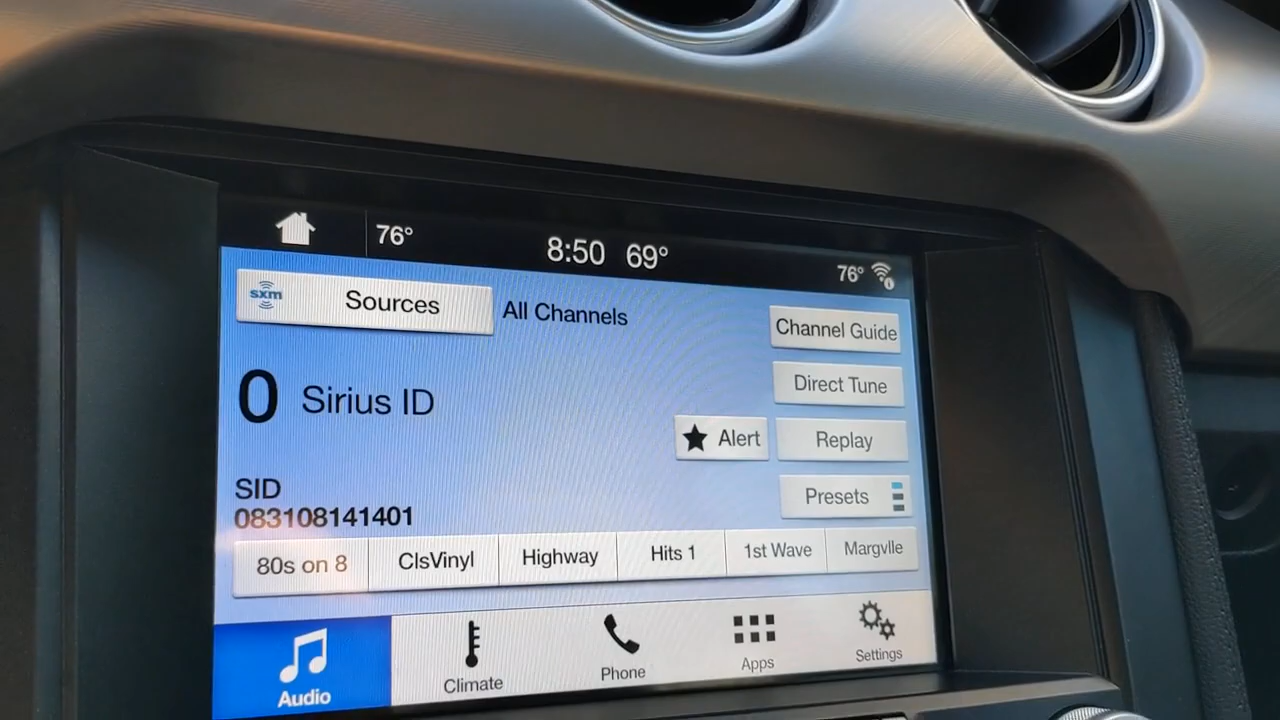 76° 8:50 69° 76°
sxm Sources All Channels
Channel Guide
0 Sirius ID
Direct Tune
Alert Replay
Presets
SID
083108141401
80s on 8 ClsVinyl Highway Hits 1 1st Wave Margvlle
Audio Climate Phone Apps Settings